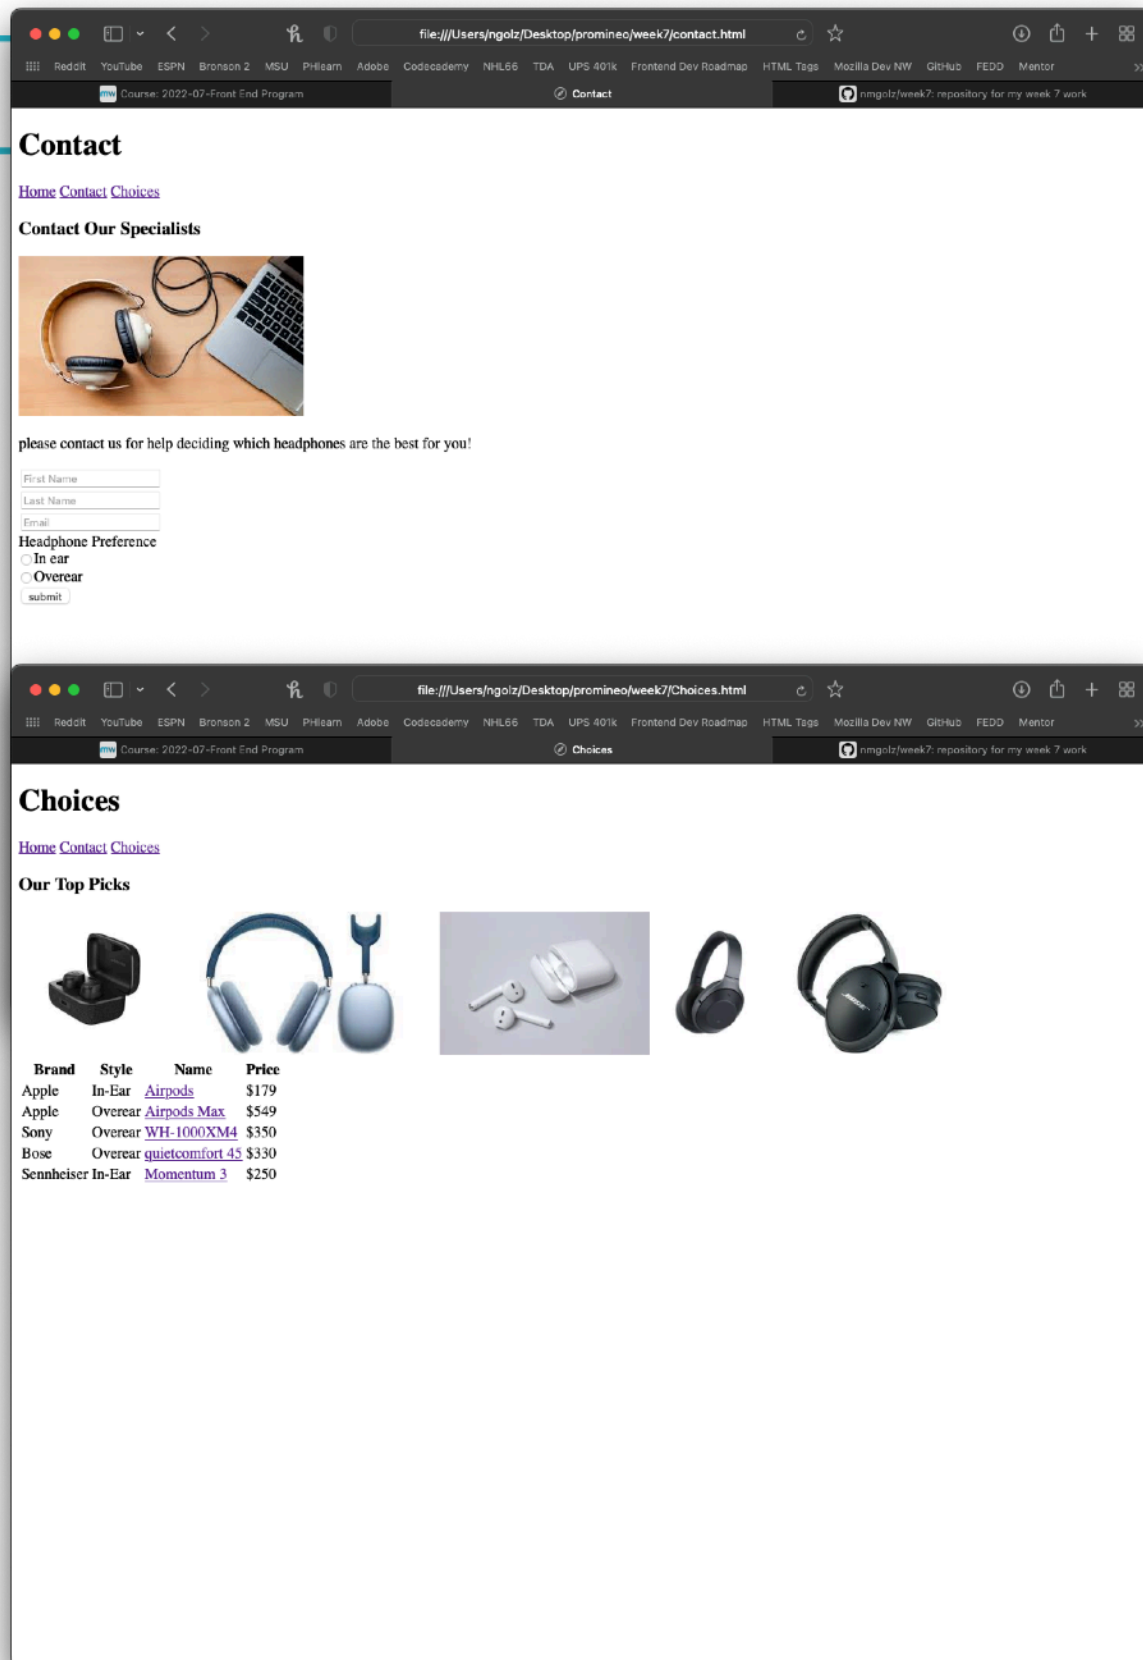 file:///Users/ngolz/Desktop/promineo/week7/contact.html
Reddit YouTube ESPN Bronson 2 MSU PHlearn Adobe Codecademy NHL66 TDA UPS 401k Frontend Dev Roadmap HTML Tags Mozilla Dev NW GitHub FEDD Mentor
mw Course: 2022-07-Front End Program Contact nmgolz/week7: repository for my week 7 work
Contact
Home Contact Choices
Contact Our Specialists
please contact us for help deciding which headphones are the best for you!
First Name
Last Name
Email
Headphone Preference
In ear
Overear
submit
file:///Users/ngolz/Desktop/promineo/week7/Choices.html
Reddit YouTube ESPN Bronson 2 MSU PHlearn Adobe Codecademy NHL66 TDA UPS 401k Frontend Dev Roadmap HTML Tags Mozilla Dev NW GitHub FEDD Mentor
mw Course: 2022-07-Front End Program Choices nmgolz/week7: repository for my week 7 work
Choices
Home Contact Choices
Our Top Picks
BOSE
Brand Style Name Price
Apple In-Ear Airpods $179
Apple Overear Airpods Max $549
Sony Overear WH-1000XM4 $350
Bose Overear quietcomfort 45 $330
Sennheiser In-Ear Momentum 3 $250